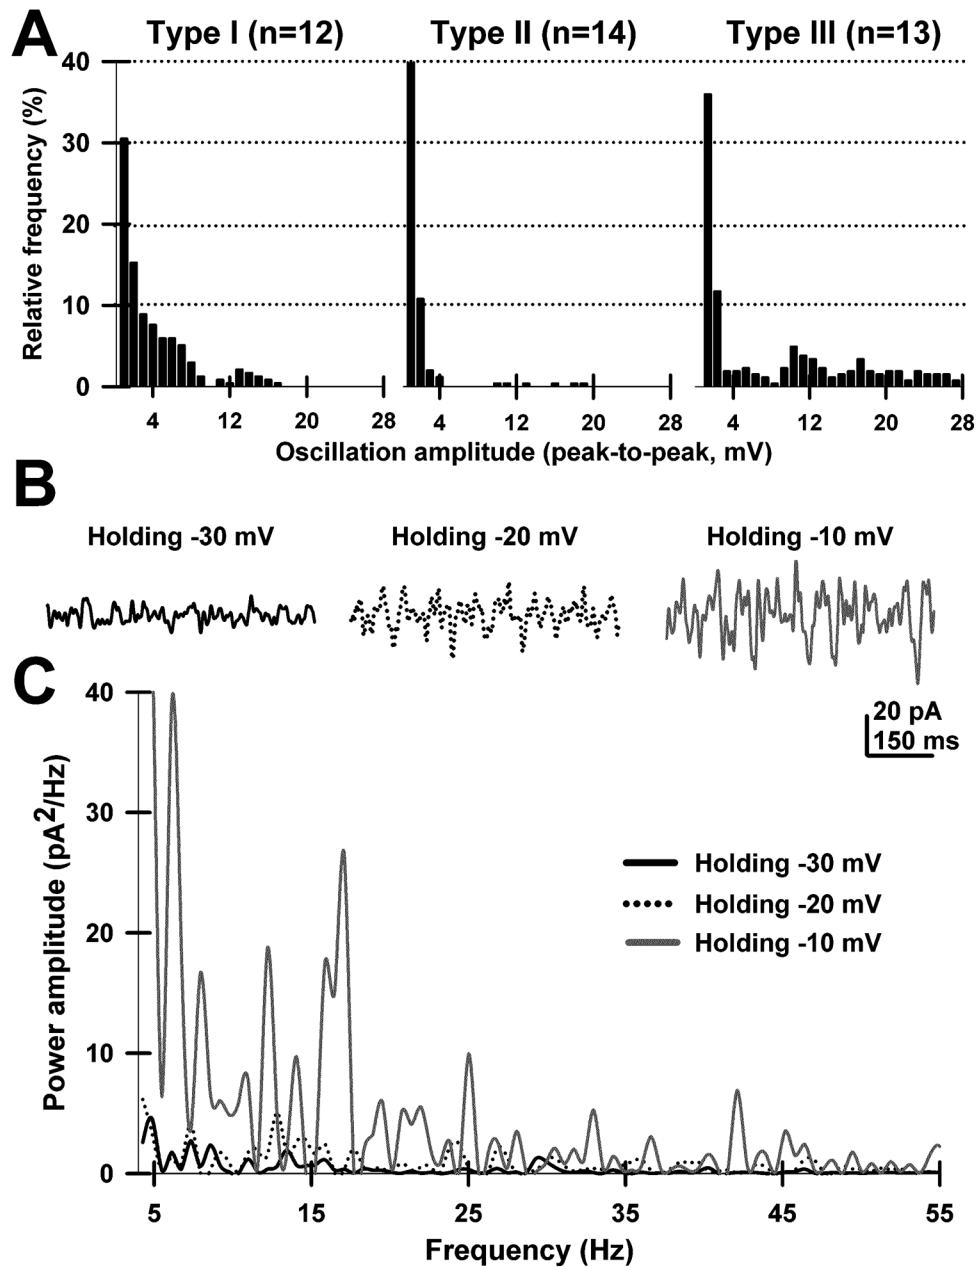 A
Type I (n=12) Type II (n=14) Type III (n=13)
Relative frequency (%)
40
30
20
10
0
4 12 20 28 4 12 20 28 4 12 20 28
Oscillation amplitude (peak-to-peak, mV)
B
Holding -30 mV Holding -20 mV Holding -10 mV
20 pA
150 ms
C
Power amplitude (pA²/Hz)
40
30
20
10
0
Holding -30 mV
Holding -20 mV
Holding -10 mV
5 15 25 35 45 55
Frequency (Hz)